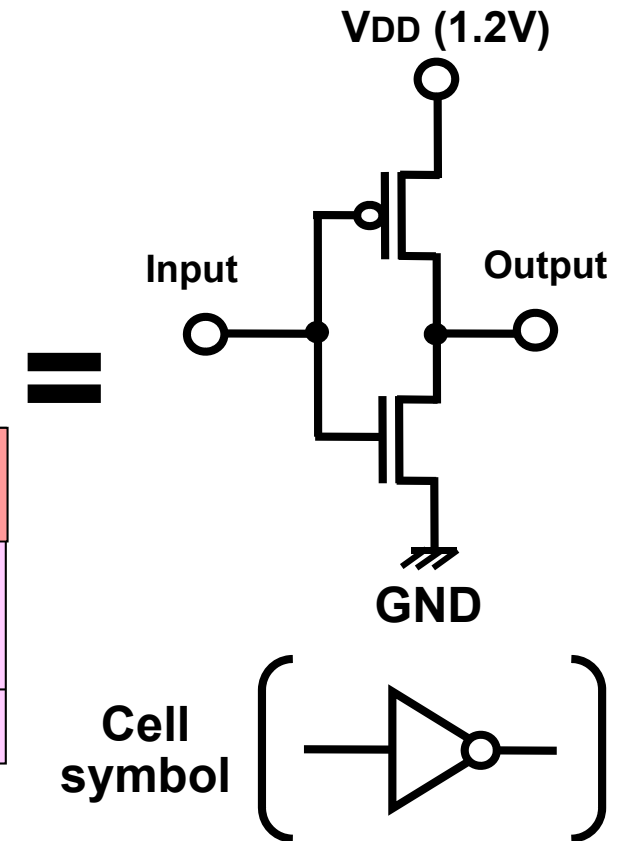 VDD (1.2V)
Input
Output
=
GND
Cell
symbol